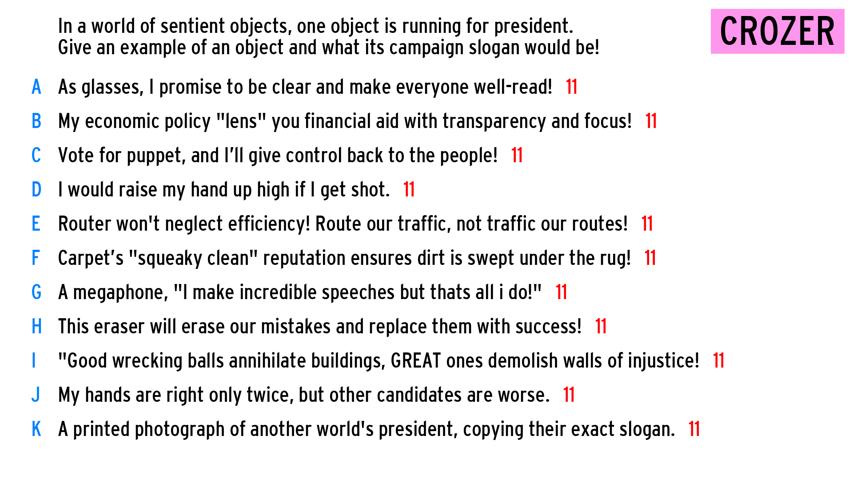 In a world of sentient objects, one object is running for president.
Give an example of an object and what its campaign slogan would be!
CROZER
A As glasses, I promise to be clear and make everyone well-read! 11
B My economic policy "lens" you financial aid with transparency and focus! 11
C Vote for puppet, and I'll give control back to the people! 11
D I would raise my hand up high if I get shot. 11
E Router won't neglect efficiency! Route our traffic, not traffic our routes! 11
F Carpet's "squeaky clean" reputation ensures dirt is swept under the rug! 11
G A megaphone, "I make incredible speeches but thats all i do!" 11
H This eraser will erase our mistakes and replace them with success! 11
I "Good wrecking balls annihilate buildings, GREAT ones demolish walls of injustice! 11
J My hands are right only twice, but other candidates are worse. 11
K A printed photograph of another world's president, copying their exact slogan. 11